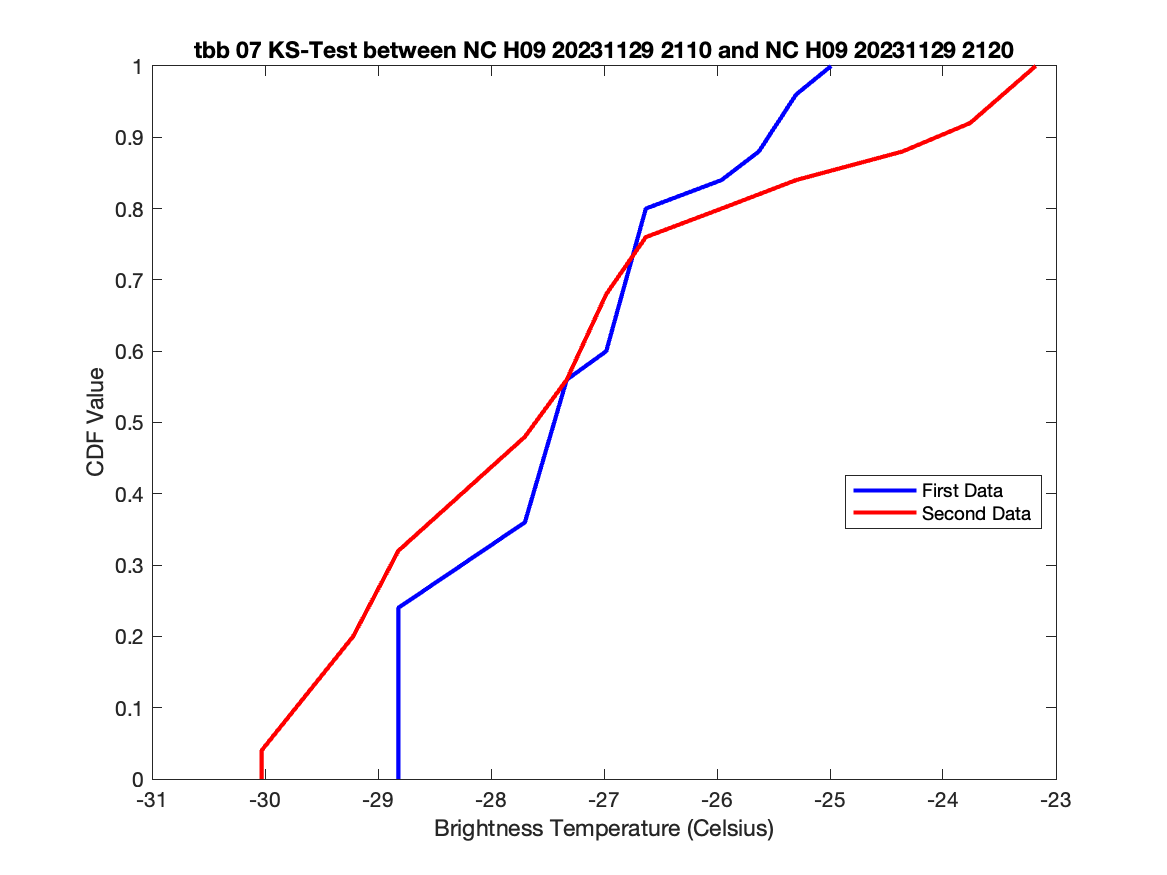 tbb 07 KS-Test between NC H09 20231129 2110 and NC H09 20231129 2120
1
0.9
0.8
0.7
0.6
0.5
0.4
0.3
0.2
0.1
0
CDF Value
First Data
Second Data
-31 -30 -29 -28 -27 -26 -25 -24 -23
Brightness Temperature (Celsius)